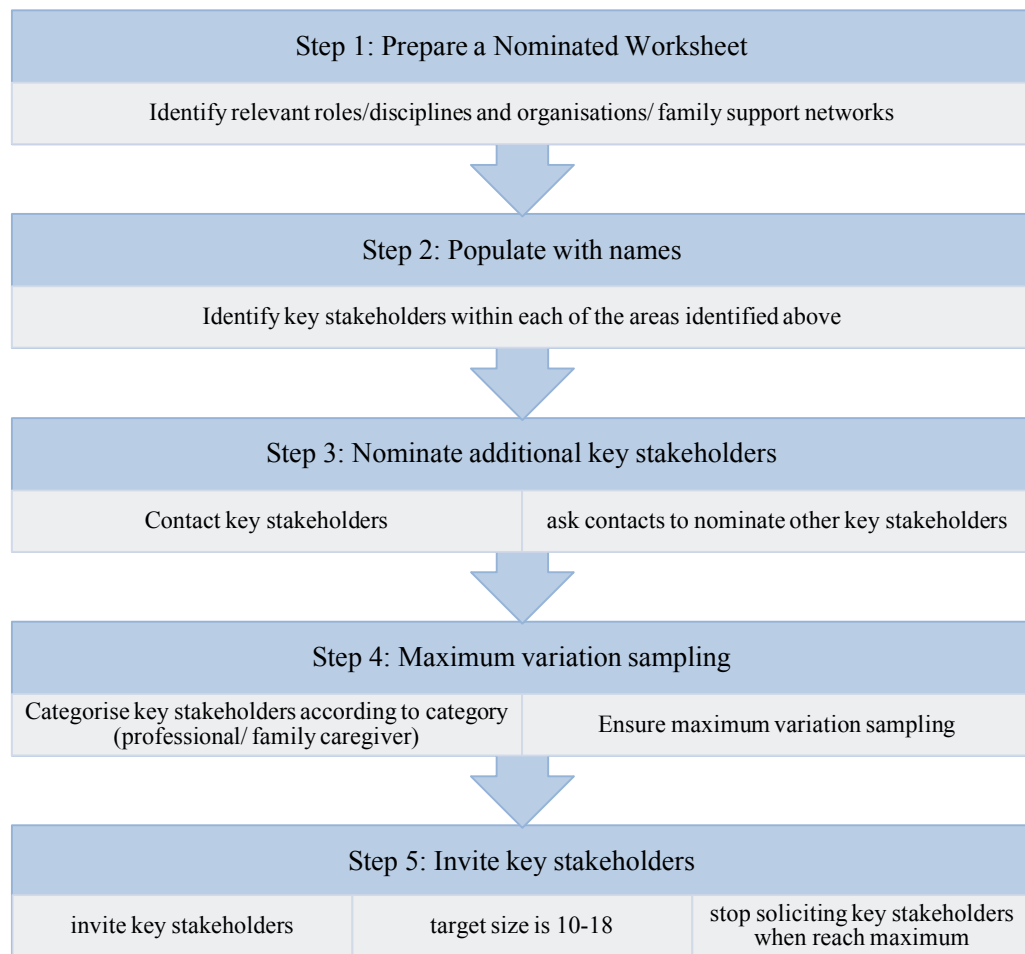 Step 1: Prepare a Nominated Worksheet
Identify relevant roles/disciplines and organisations/ family support networks
Step 2: Populate with names
Identify key stakeholders within each of the areas identified above
Step 3: Nominate additional key stakeholders
Contact key stakeholders
ask contacts to nominate other key stakeholders
Step 4: Maximum variation sampling
Categorise key stakeholders according to category
(professional/ family caregiver)
Ensure maximum variation sampling
Step 5: Invite key stakeholders
invite key stakeholders
target size is 10-18
stop soliciting key stakeholders
when reach maximum